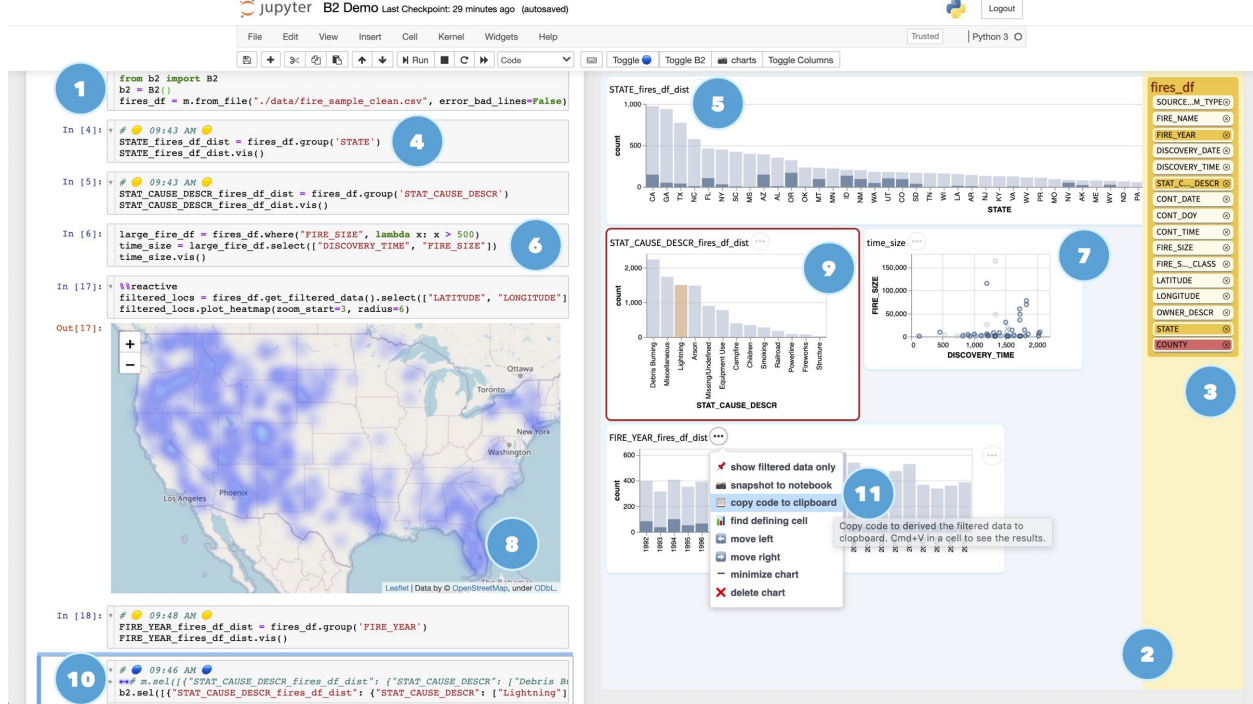 jupyter B2 Demo Last Checkpoint: 29 minutes ago (autosaved)
Logout
File Edit View Insert Cell Kernel Widgets Help
Trusted Python 3
Run Code Toggle Toggle B2 charts Toggle Columns
1
from b2 import B2
b2 = B2()
fires_df = m.from_file("./data/fire_sample_clean.csv", error_bad_lines=False)
In [4]: # 09:43 AM
STATE_fires_df_dist = fires_df.group('STATE')
STATE_fires_df_dist.vis()
4
In [5]: # 09:43 AM
STAT_CAUSE_DESCR_fires_df_dist = fires_df.group('STAT_CAUSE_DESCR')
STAT_CAUSE_DESCR_fires_df_dist.vis()
In [6]: large_fire_df = fires_df.where("FIRE_SIZE", lambda x: x > 500)
time_size = large_fire_df.select(["DISCOVERY_TIME", "FIRE_SIZE"])
time_size.vis()
6
In [17]: %%reactive
filtered_locs = fires_df.get_filtered_data().select(["LATITUDE", "LONGITUDE"]
filtered_locs.plot_heatmap(zoom_start=3, radius=6)
Out[17]:
+
−
Ottawa
Toronto
New York
Washington
Los Angeles
Phoenix
8
The Bahamas
Leaflet | Data by © OpenStreetMap, under ODbL.
In [18]: # 09:48 AM
FIRE_YEAR_fires_df_dist = fires_df.group('FIRE_YEAR')
FIRE_YEAR_fires_df_dist.vis()
10
# 09:46 AM
# m.sel([{"STAT_CAUSE_DESCR_fires_df_dist": {"STAT_CAUSE_DESCR": ["Debris Bu
b2.sel([{"STAT_CAUSE_DESCR_fires_df_dist": {"STAT_CAUSE_DESCR": ["Lightning"]
STATE_fires_df_dist
5
1,000
500
0
count
CA GA TX NC FL NY SC MS AZ AL OR OK MT MN ID NM WA UT CO SD TN WI LA AR NJ KY VA WV PR MO NV AK ME WY ND PA
STATE
STAT_CAUSE_DESCR_fires_df_dist
9
2,000
1,000
0
count
Debris Burning
Miscellaneous
Lightning
Arson
Missing/Undefined
Equipment Use
Campfire
Children
Smoking
Railroad
Powerline
Fireworks
Structure
STAT_CAUSE_DESCR
time_size
7
150,000
100,000
50,000
0
FIRE_SIZE
0 500 1,000 1,500 2,000
DISCOVERY_TIME
FIRE_YEAR_fires_df_dist
600
400
200
0
count
1992 1993 1994 1995 1996
show filtered data only
snapshot to notebook
copy code to clipboard
find defining cell
move left
move right
minimize chart
delete chart
11
Copy code to derived the filtered data to
clopboard. Cmd+V in a cell to see the results.
fires_df
SOURCE...M_TYPE
FIRE_NAME
FIRE_YEAR
DISCOVERY_DATE
DISCOVERY_TIME
STAT_C..._DESCR
CONT_DATE
CONT_DOY
CONT_TIME
FIRE_SIZE
FIRE_S..._CLASS
LATITUDE
LONGITUDE
OWNER_DESCR
STATE
COUNTY
3
2